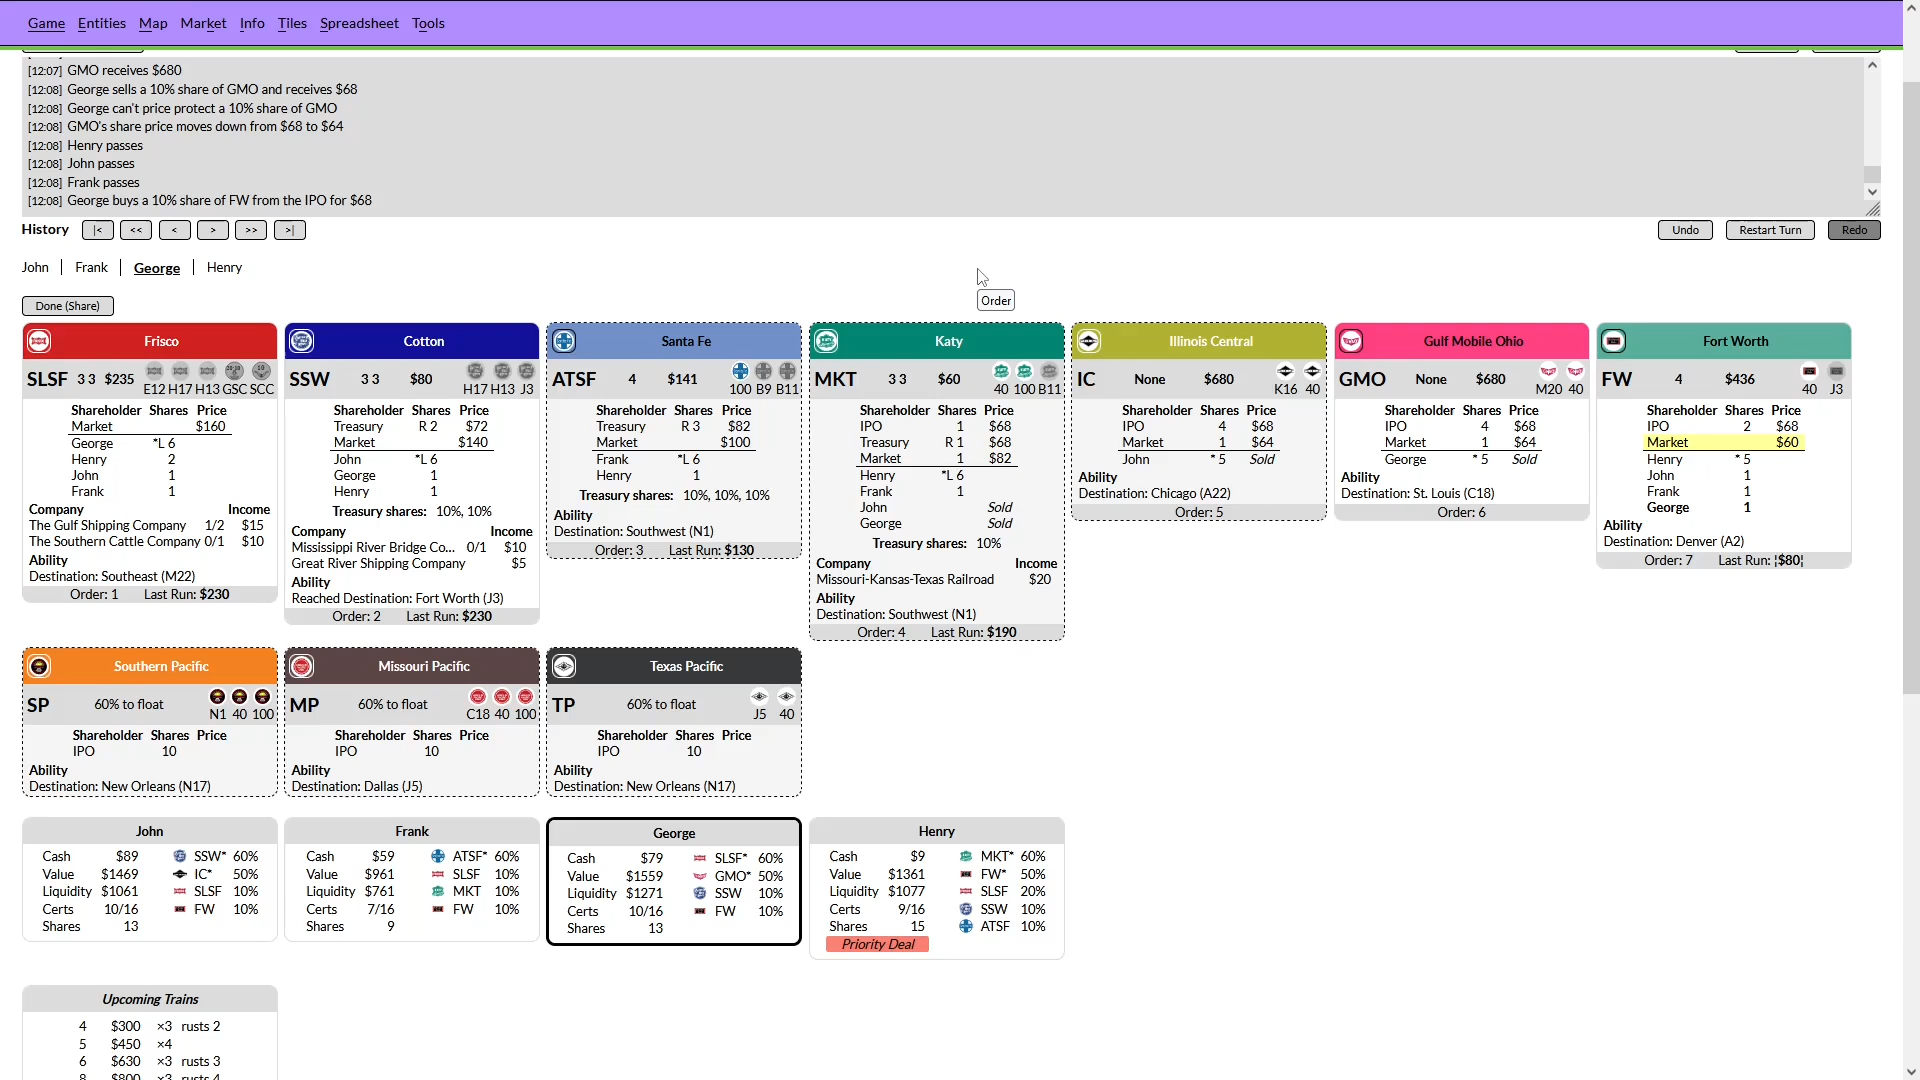 Game Entities Map Market Info Tiles Spreadsheet Tools
[12:07] GMO receives $680
[12:08] George sells a 10% share of GMO and receives $68
[12:08] George can't price protect a 10% share of GMO
[12:08] GMO's share price moves down from $68 to $64
[12:08] Henry passes
[12:08] John passes
[12:08] Frank passes
[12:08] George buys a 10% share of FW from the IPO for $68
History |< << < > >> >| Undo Restart Turn Redo
John Frank George Henry
Done (Share)
Order
Frisco
SLSF 3 3 $235 E12 H17 H13 GSC SCC
Shareholder Shares Price
Market $160
George *L 6
Henry 2
John 1
Frank 1
Company Income
The Gulf Shipping Company 1/2 $15
The Southern Cattle Company 0/1 $10
Ability
Destination: Southeast (M22)
Order: 1 Last Run: $230
Cotton
SSW 3 3 $80 H17 H13 J3
Shareholder Shares Price
Treasury R 2 $72
Market $140
John *L 6
George 1
Henry 1
Treasury shares: 10%, 10%
Company Income
Mississippi River Bridge Co... 0/1 $10
Great River Shipping Company $5
Ability
Reached Destination: Fort Worth (J3)
Order: 2 Last Run: $230
Santa Fe
ATSF 4 $141 100 B9 B11
Shareholder Shares Price
Treasury R 3 $82
Market $100
Frank *L 6
Henry 1
Treasury shares: 10%, 10%, 10%
Ability
Destination: Southwest (N1)
Order: 3 Last Run: $130
Katy
MKT 3 3 $60 40 100 B11
Shareholder Shares Price
IPO 1 $68
Treasury R 1 $68
Market 1 $82
Henry *L 6
Frank 1
John Sold
George Sold
Treasury shares: 10%
Company Income
Missouri-Kansas-Texas Railroad $20
Ability
Destination: Southwest (N1)
Order: 4 Last Run: $190
Illinois Central
IC None $680 K16 40
Shareholder Shares Price
IPO 4 $68
Market 1 $64
John * 5 Sold
Ability
Destination: Chicago (A22)
Order: 5
Gulf Mobile Ohio
GMO None $680 M20 40
Shareholder Shares Price
IPO 4 $68
Market 1 $64
George * 5 Sold
Ability
Destination: St. Louis (C18)
Order: 6
Fort Worth
FW 4 $436 40 J3
Shareholder Shares Price
IPO 2 $68
Market $60
Henry * 5
John 1
Frank 1
George 1
Ability
Destination: Denver (A2)
Order: 7 Last Run: ¦$80¦
Southern Pacific
SP 60% to float N1 40 100
Shareholder Shares Price
IPO 10
Ability
Destination: New Orleans (N17)
Missouri Pacific
MP 60% to float C18 40 100
Shareholder Shares Price
IPO 10
Ability
Destination: Dallas (J5)
Texas Pacific
TP 60% to float J5 40
Shareholder Shares Price
IPO 10
Ability
Destination: New Orleans (N17)
John
Cash $89 SSW* 60%
Value $1469 IC* 50%
Liquidity $1061 SLSF 10%
Certs 10/16 FW 10%
Shares 13
Frank
Cash $59 ATSF* 60%
Value $961 SLSF 10%
Liquidity $761 MKT 10%
Certs 7/16 FW 10%
Shares 9
George
Cash $79 SLSF* 60%
Value $1559 GMO* 50%
Liquidity $1271 SSW 10%
Certs 10/16 FW 10%
Shares 13
Henry
Cash $9 MKT* 60%
Value $1361 FW* 50%
Liquidity $1077 SLSF 20%
Certs 9/16 SSW 10%
Shares 15 ATSF 10%
Priority Deal
Upcoming Trains
4 $300 ×3 rusts 2
5 $450 ×4
6 $630 ×3 rusts 3
8 $800 ×3 rusts 4